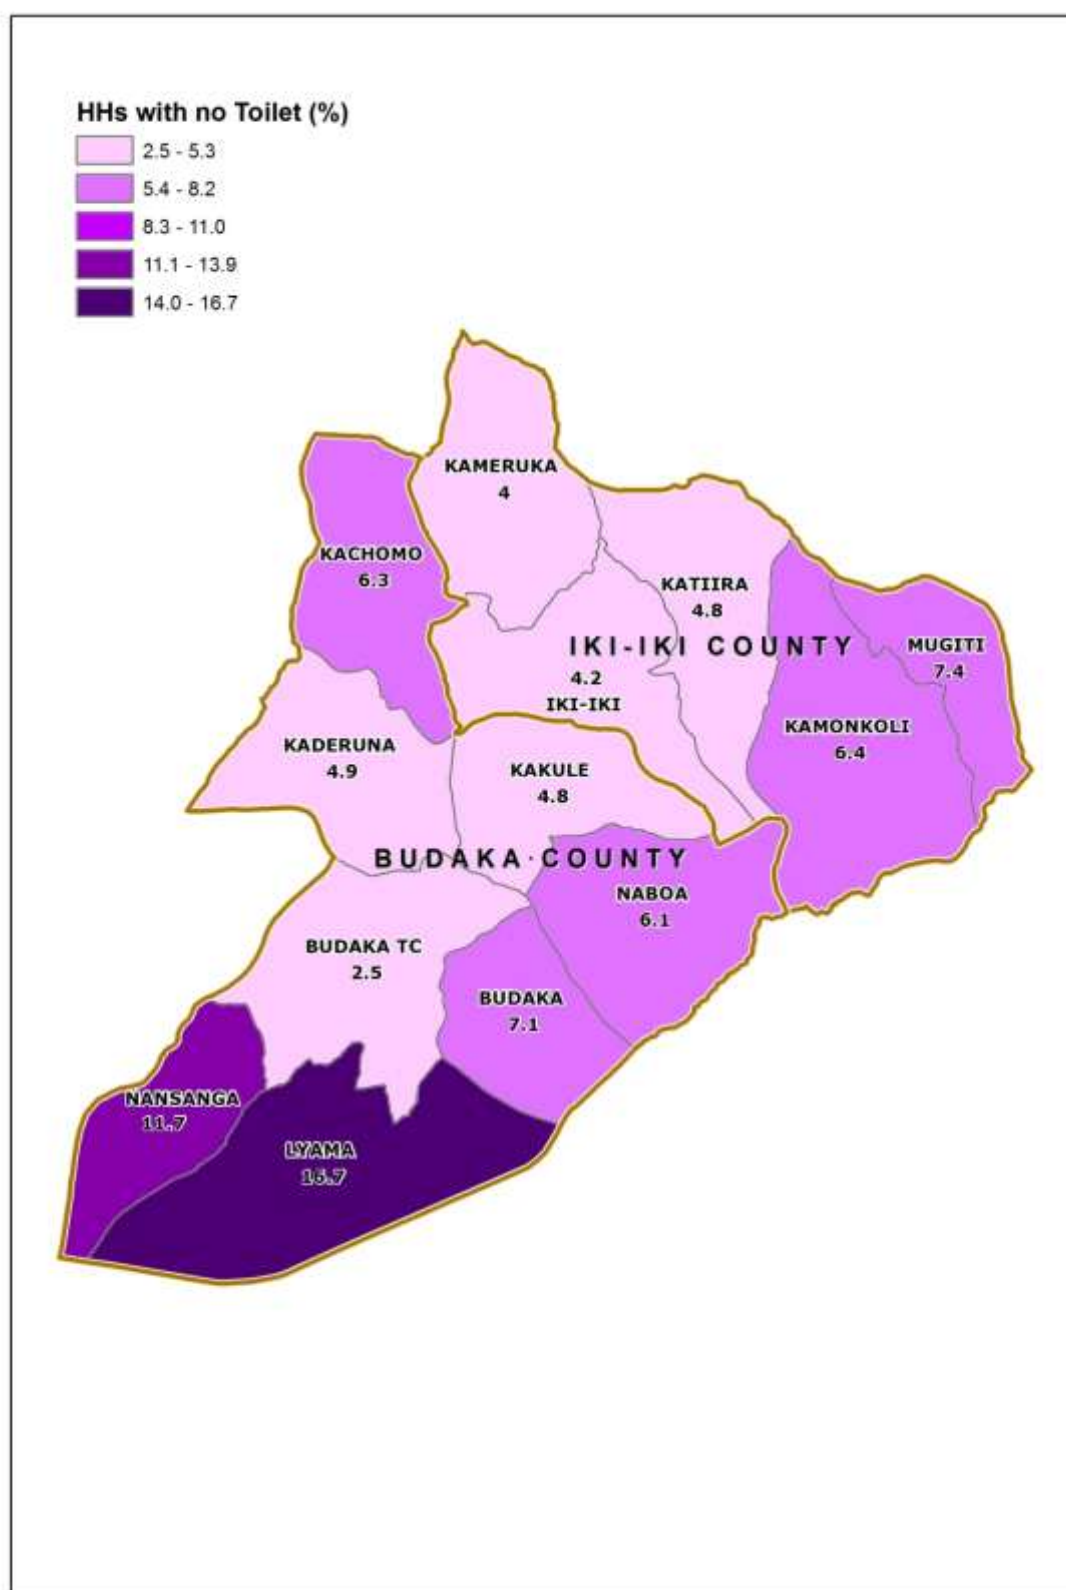 HHs with no Toilet (%)
2.5 - 5.3
5.4 - 8.2
8.3 - 11.0
11.1 - 13.9
14.0 - 16.7
KAMERUKA
4
KACHOMO
6.3
KATIIRA
4.8
IKI-IKI COUNTY
MUGITI
7.4
4.2
IKI-IKI
KAMONKOLI
6.4
KADERUNA
4.9
KAKULE
4.8
BUDAKA COUNTY
NABOA
6.1
BUDAKA TC
2.5
BUDAKA
7.1
NANSANGA
11.7
LYAMA
16.7